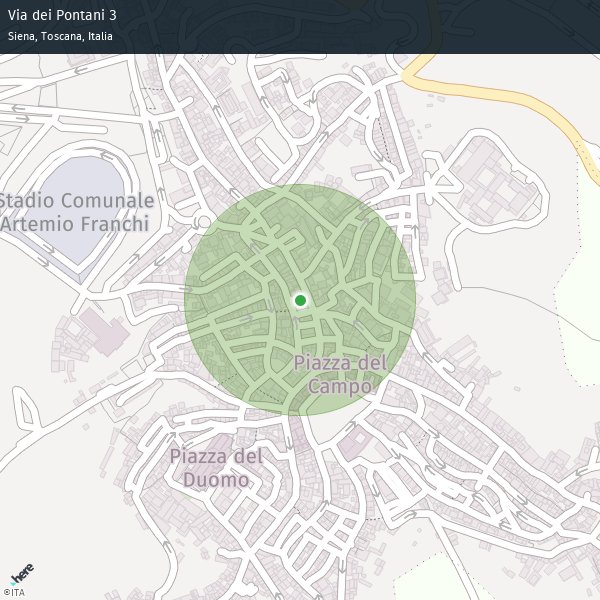 Via dei Pontani 3
Siena, Toscana, Italia
Stadio Comunale
Artemio Franchi
Piazza del
Campo
Piazza del
Duomo
here
©ITA